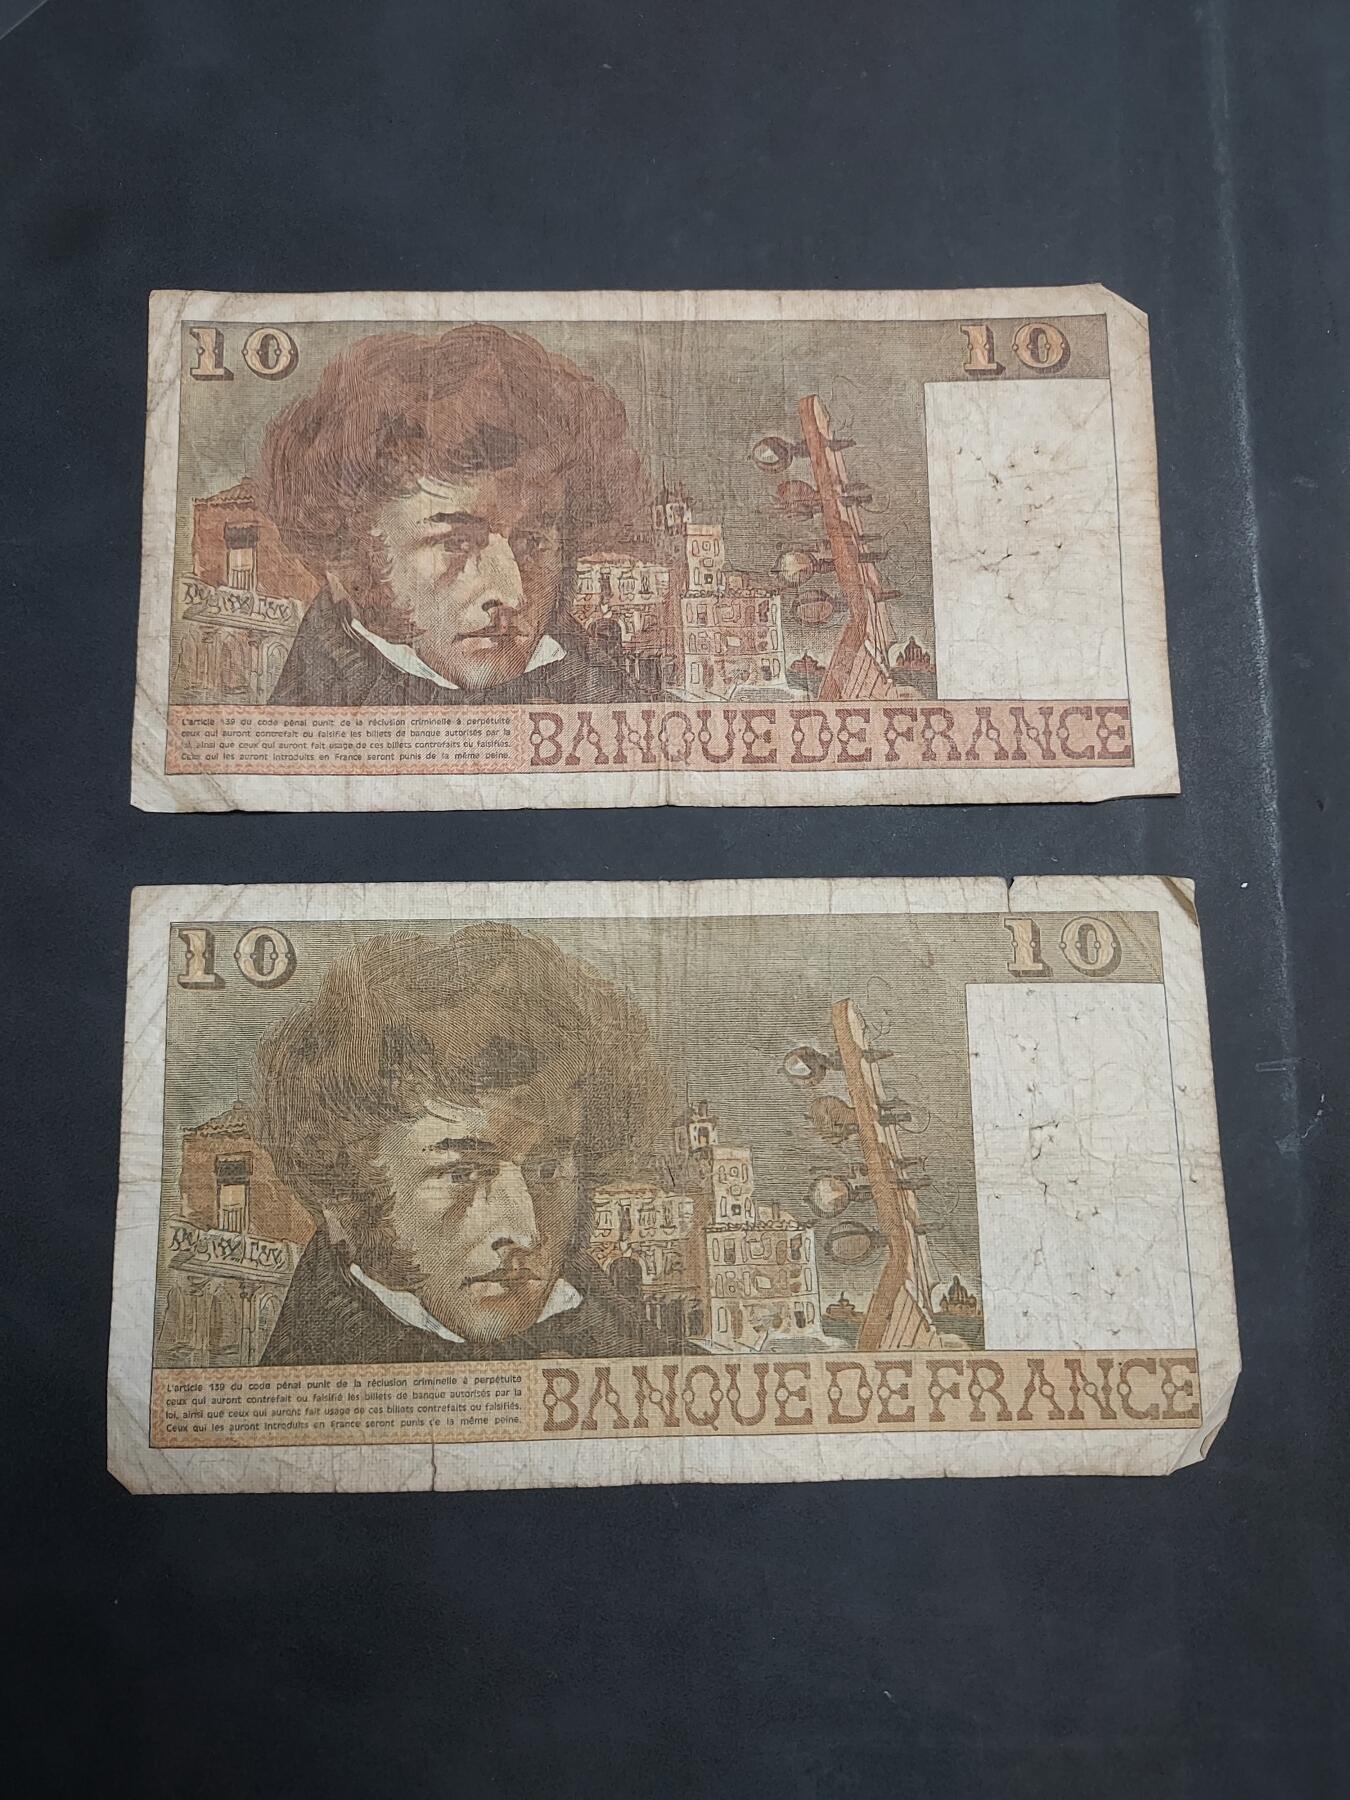 10 10
L'article 139 du code pénal punit de la réclusion criminelle à perpétuité
ceux qui auront contrefait ou falsifié les billets de banque autorisés par la
loi, ainsi que ceux qui auront fait usage de ces billets contrefaits ou falsifiés.
Ceux qui les auront introduits en France seront punis de la même peine.
BANQUE DE FRANCE
10 10
L'article 139 du code pénal punit de la réclusion criminelle à perpétuité
ceux qui auront contrefait ou falsifié les billets de banque autorisés par la
loi, ainsi que ceux qui auront fait usage de ces billets contrefaits ou falsifiés.
Ceux qui les auront introduits en France seront punis de la même peine.
BANQUE DE FRANCE